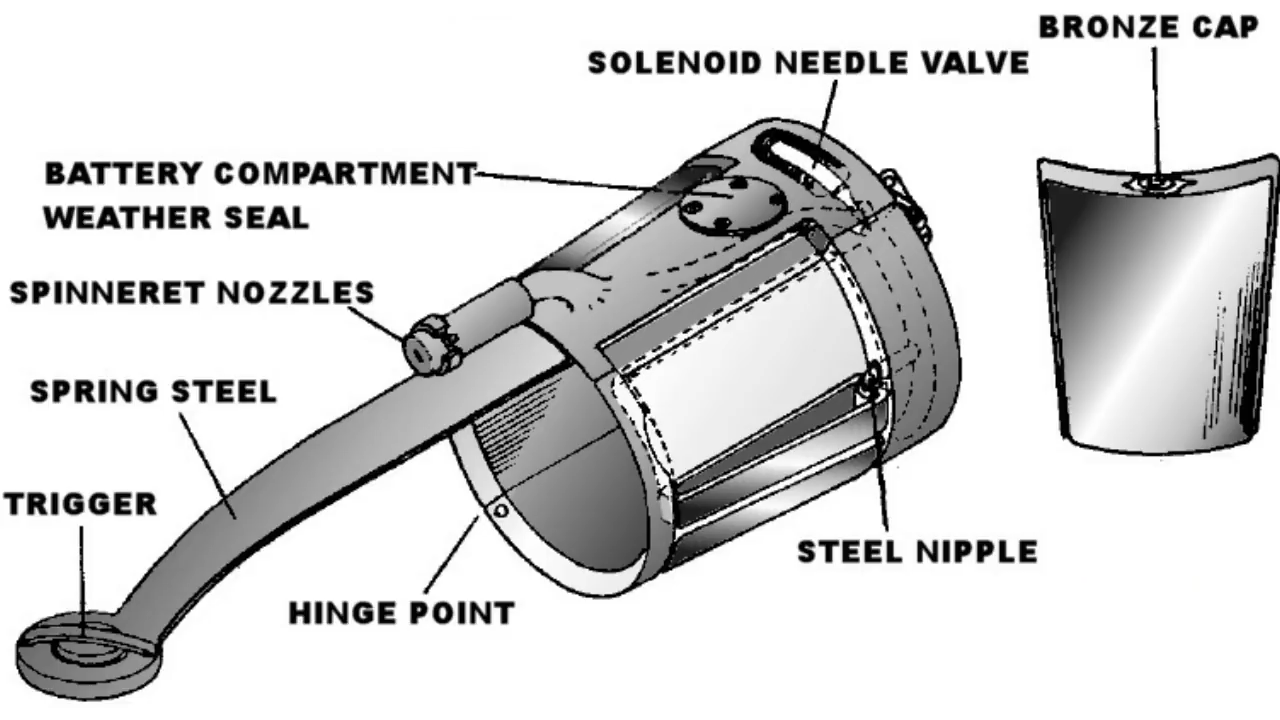 BRONZE CAP
SOLENOID NEEDLE VALVE
BATTERY COMPARTMENT
WEATHER SEAL
SPINNERET NOZZLES
SPRING STEEL
TRIGGER
STEEL NIPPLE
HINGE POINT